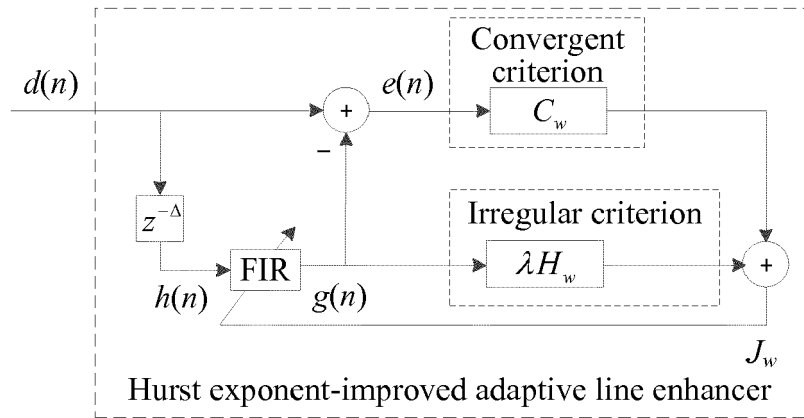 Convergent
criterion
d(n)
e(n)
+
C_w
−
z^{-Δ}
Irregular criterion
FIR
λH_w
+
h(n)
g(n)
J_w
Hurst exponent-improved adaptive line enhancer